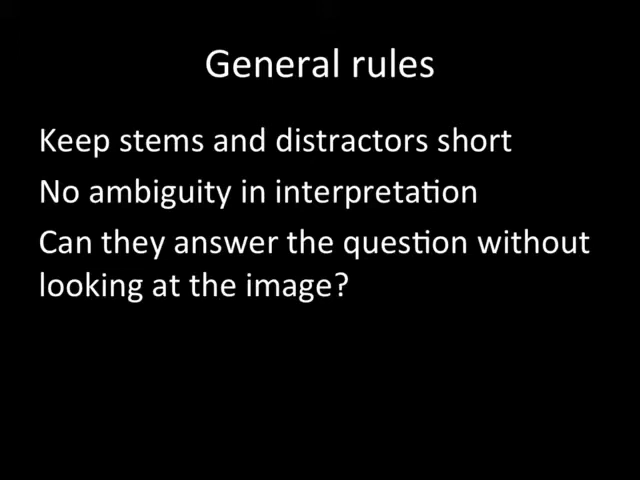 General rules
Keep stems and distractors short
No ambiguity in interpretation
Can they answer the question without
looking at the image?